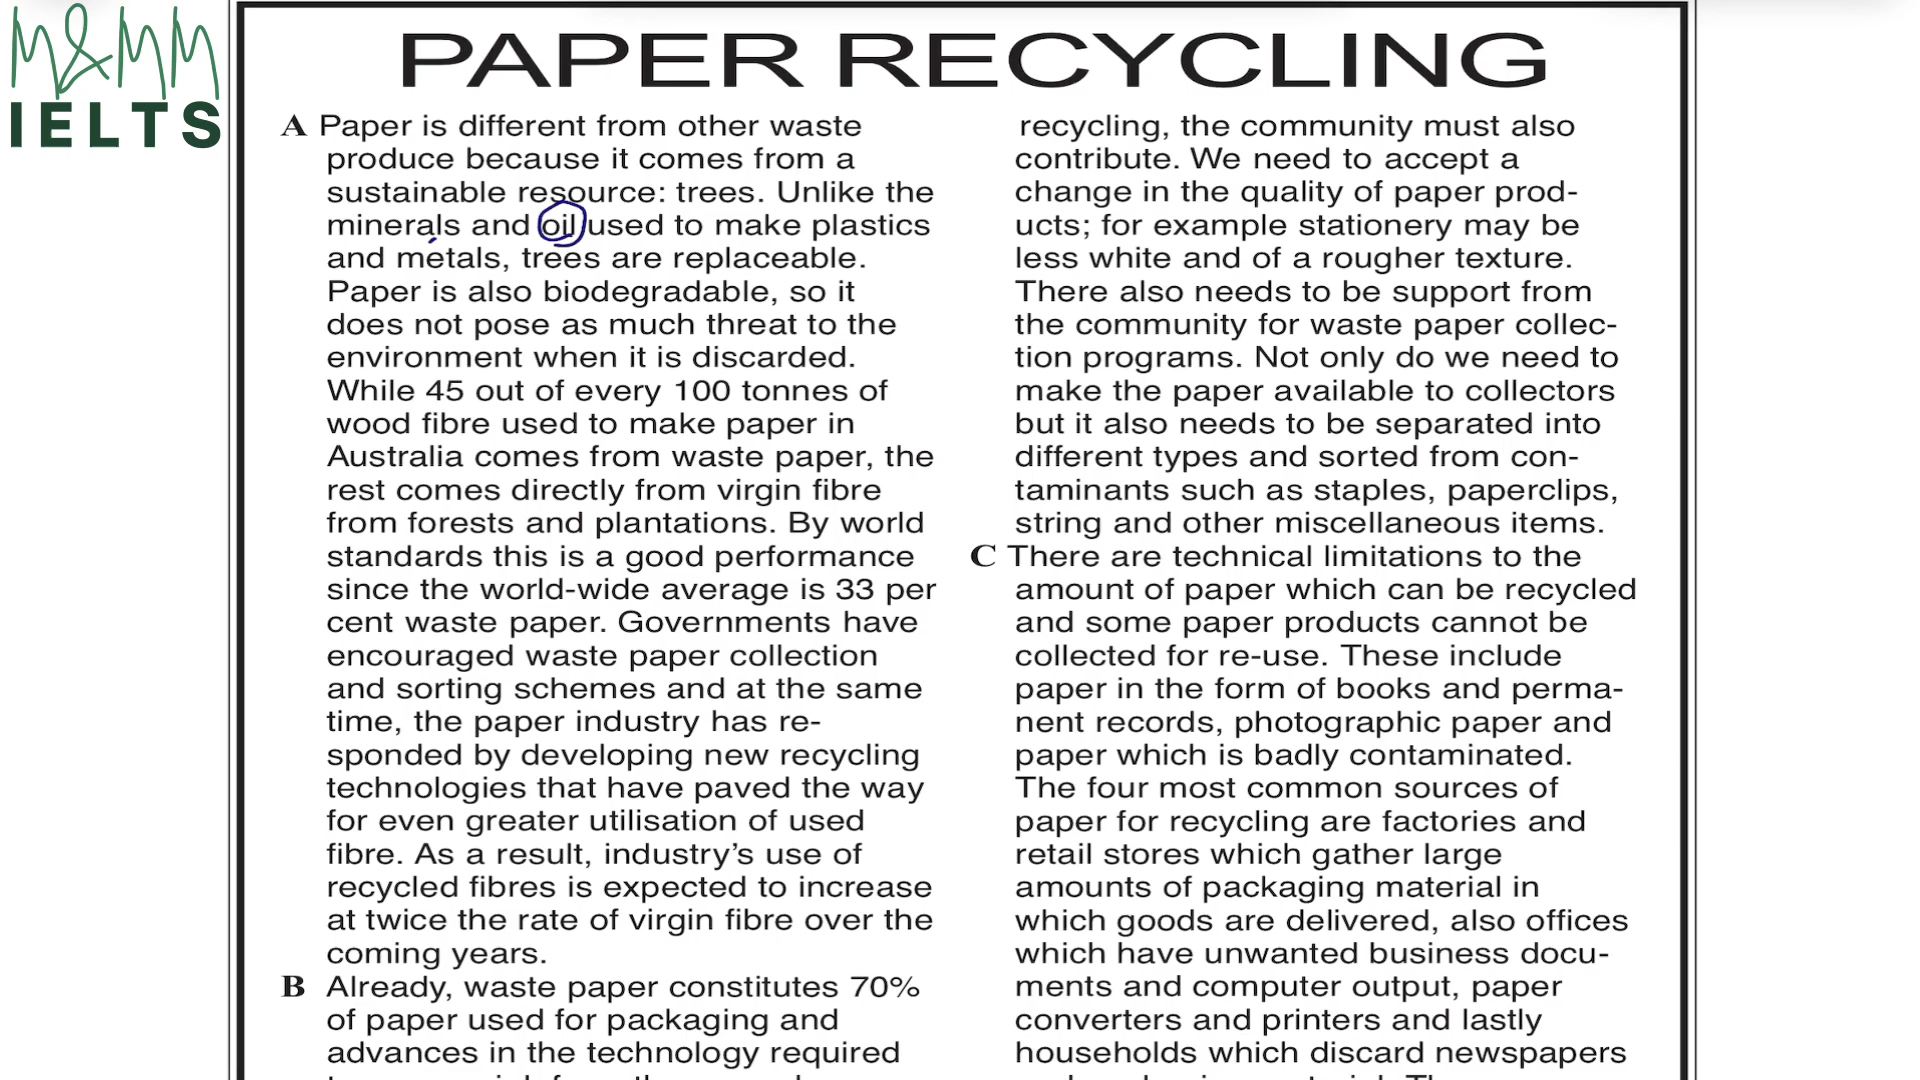 M&MM
IELTS
PAPER RECYCLING
A Paper is different from other waste
produce because it comes from a
sustainable resource: trees. Unlike the
minerals and oil used to make plastics
and metals, trees are replaceable.
Paper is also biodegradable, so it
does not pose as much threat to the
environment when it is discarded.
While 45 out of every 100 tonnes of
wood fibre used to make paper in
Australia comes from waste paper, the
rest comes directly from virgin fibre
from forests and plantations. By world
standards this is a good performance
since the world-wide average is 33 per
cent waste paper. Governments have
encouraged waste paper collection
and sorting schemes and at the same
time, the paper industry has re-
sponded by developing new recycling
technologies that have paved the way
for even greater utilisation of used
fibre. As a result, industry’s use of
recycled fibres is expected to increase
at twice the rate of virgin fibre over the
coming years.
B Already, waste paper constitutes 70%
of paper used for packaging and
advances in the technology required
recycling, the community must also
contribute. We need to accept a
change in the quality of paper prod-
ucts; for example stationery may be
less white and of a rougher texture.
There also needs to be support from
the community for waste paper collec-
tion programs. Not only do we need to
make the paper available to collectors
but it also needs to be separated into
different types and sorted from con-
taminants such as staples, paperclips,
string and other miscellaneous items.
C There are technical limitations to the
amount of paper which can be recycled
and some paper products cannot be
collected for re-use. These include
paper in the form of books and perma-
nent records, photographic paper and
paper which is badly contaminated.
The four most common sources of
paper for recycling are factories and
retail stores which gather large
amounts of packaging material in
which goods are delivered, also offices
which have unwanted business docu-
ments and computer output, paper
converters and printers and lastly
households which discard newspapers